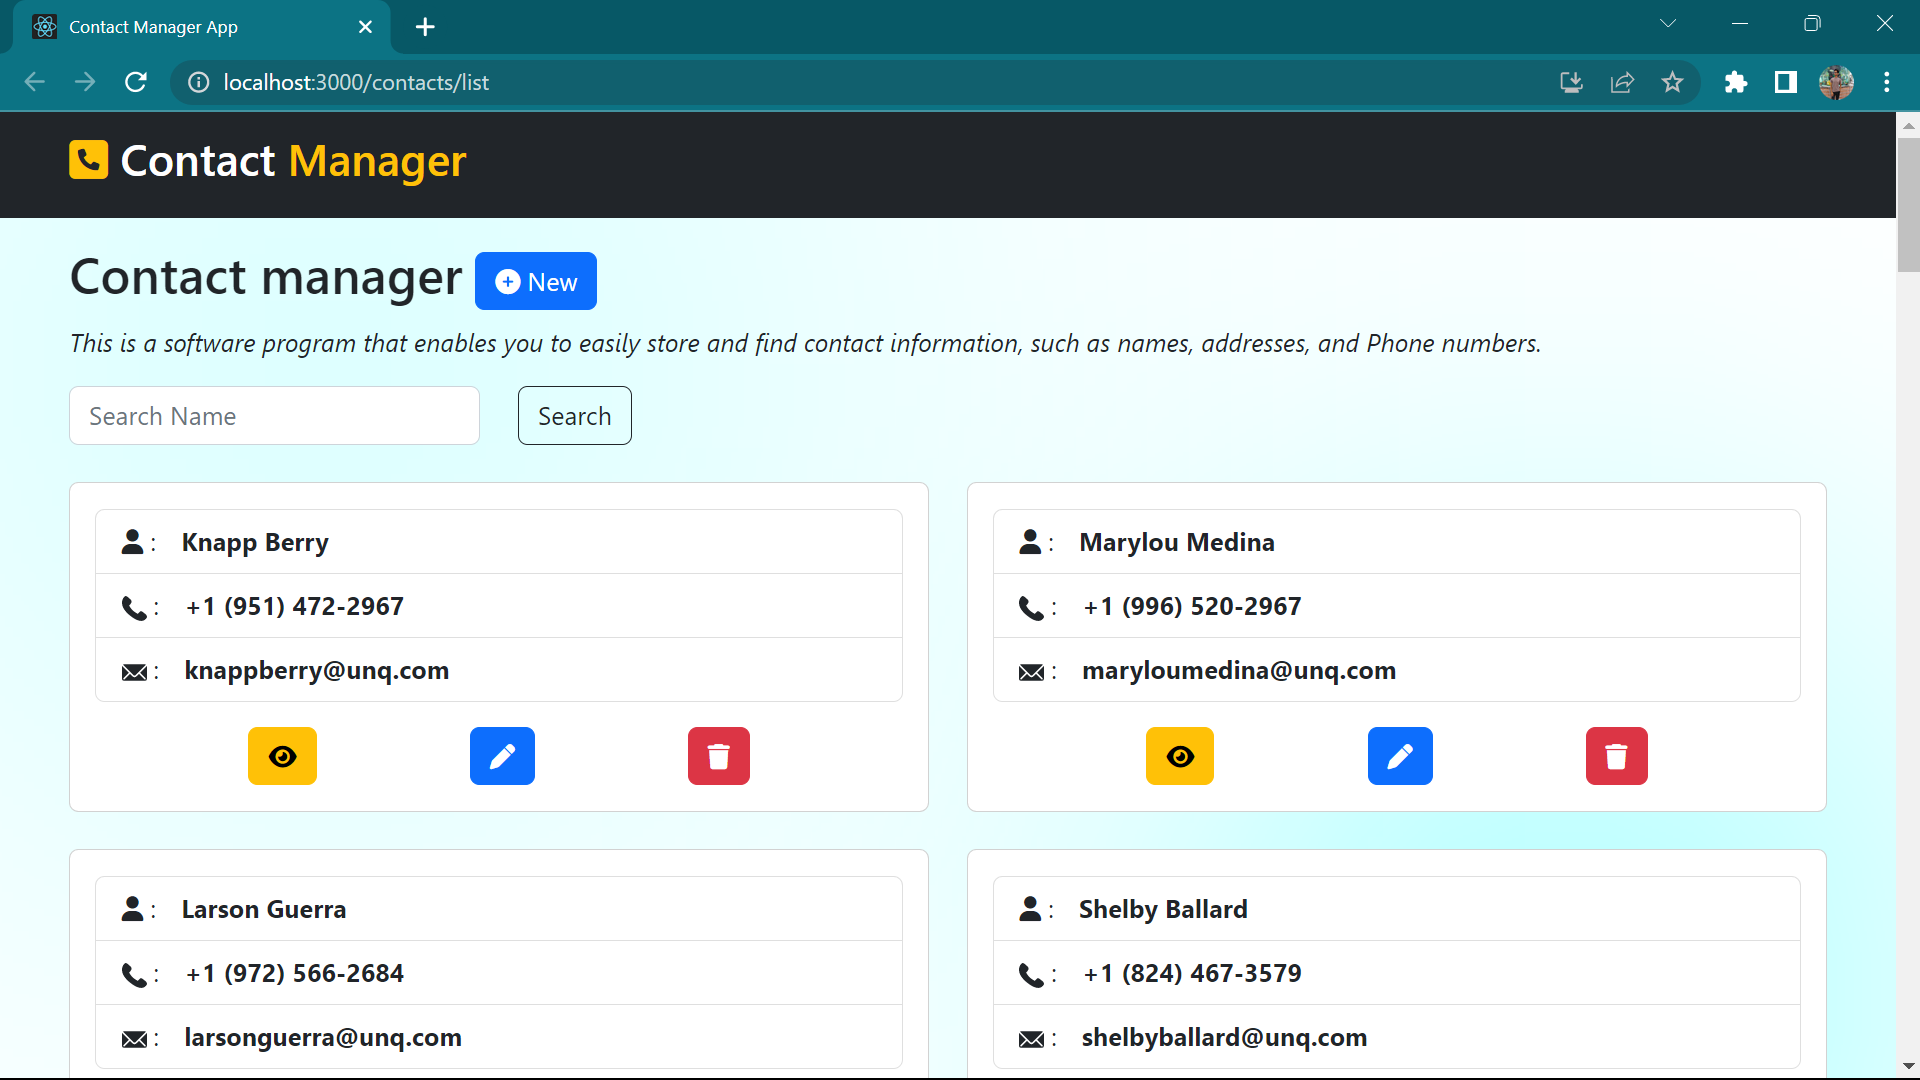 Contact Manager App
localhost:3000/contacts/list
Contact Manager
Contact manager New
This is a software program that enables you to easily store and find contact information, such as names, addresses, and Phone numbers.
Search Name Search
: Knapp Berry
: +1 (951) 472-2967
: knappberry@unq.com
: Marylou Medina
: +1 (996) 520-2967
: maryloumedina@unq.com
: Larson Guerra
: +1 (972) 566-2684
: larsonguerra@unq.com
: Shelby Ballard
: +1 (824) 467-3579
: shelbyballard@unq.com